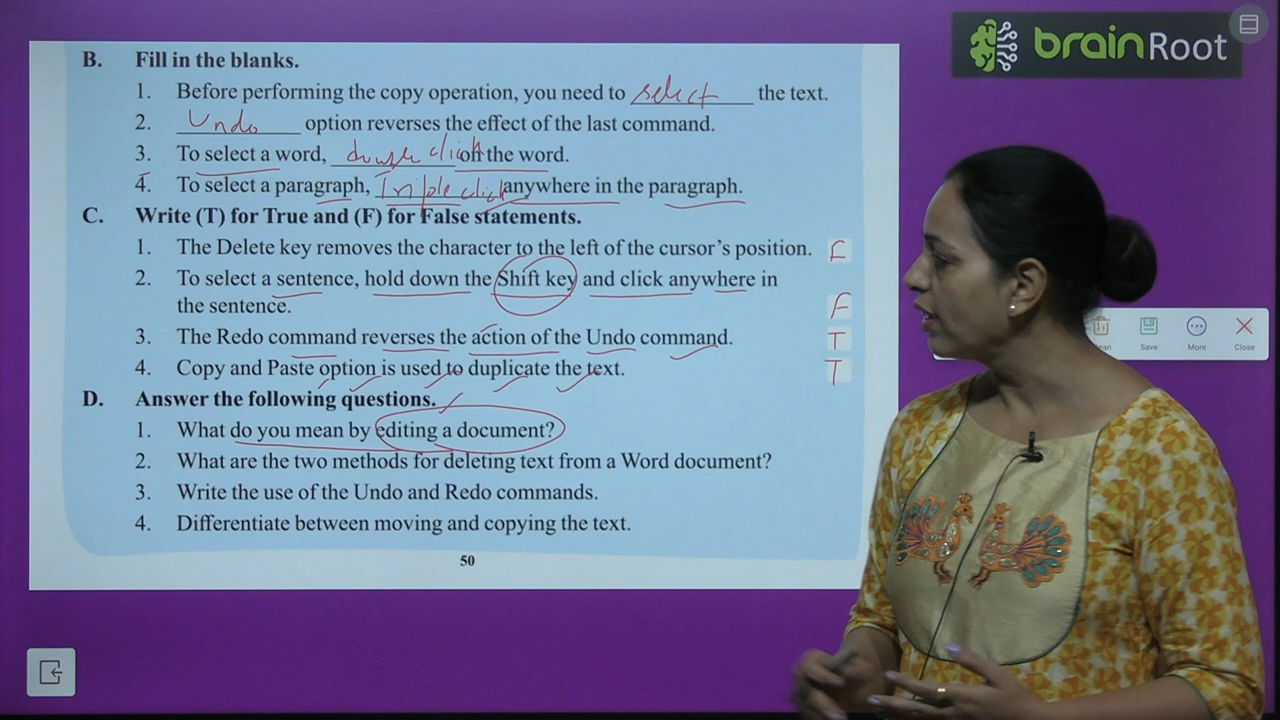 brainRoot
B. Fill in the blanks.
1. Before performing the copy operation, you need to select the text.
2. Undo option reverses the effect of the last command.
3. To select a word, double click on the word.
4. To select a paragraph, Triple click anywhere in the paragraph.
C. Write (T) for True and (F) for False statements.
1. The Delete key removes the character to the left of the cursor's position. F
2. To select a sentence, hold down the Shift key and click anywhere in
the sentence. F
3. The Redo command reverses the action of the Undo command. T
4. Copy and Paste option is used to duplicate the text. T
D. Answer the following questions.
1. What do you mean by editing a document?
2. What are the two methods for deleting text from a Word document?
3. Write the use of the Undo and Redo commands.
4. Differentiate between moving and copying the text.
50
Save More Close